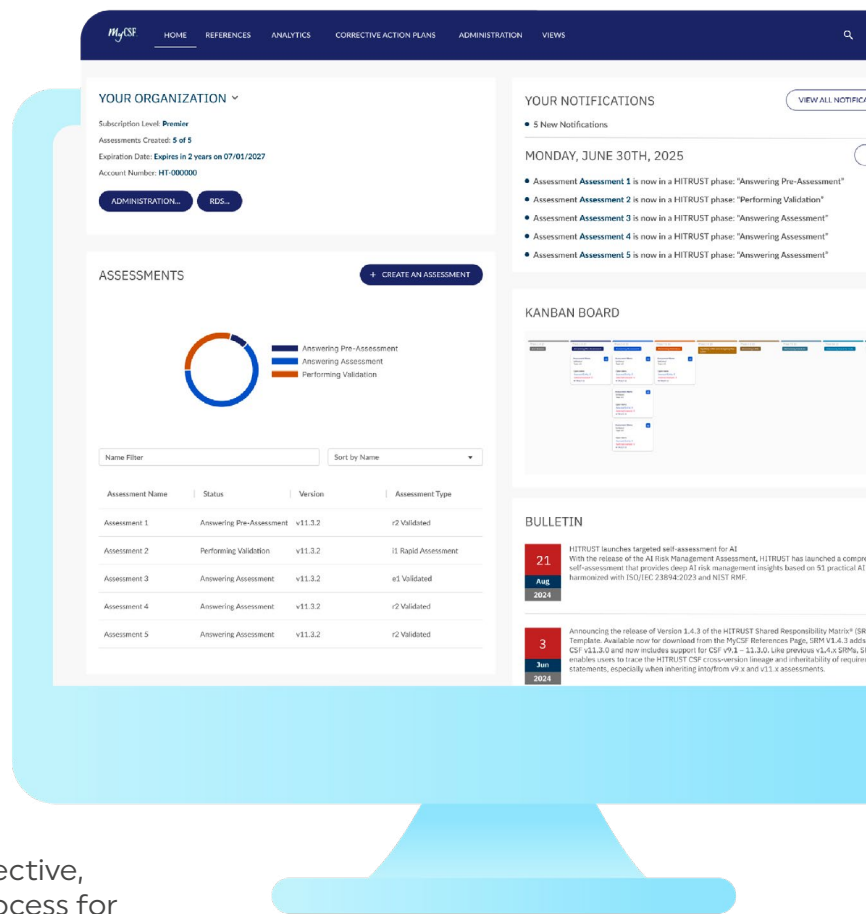 MyCSF
HOME REFERENCES ANALYTICS CORRECTIVE ACTION PLANS ADMINISTRATION VIEWS
YOUR ORGANIZATION
Subscription Level: Premier
Assessments Created: 5 of 5
Expiration Date: Expires in 2 years on 07/01/2027
Account Number: HT-000000
ADMINISTRATION... RDS...
ASSESSMENTS
+ CREATE AN ASSESSMENT
Answering Pre-Assessment
Answering Assessment
Performing Validation
Name Filter Sort by Name
Assessment Name Status Version Assessment Type
Assessment 1 Answering Pre-Assessment v11.3.2 r2 Validated
Assessment 2 Performing Validation v11.3.2 i1 Rapid Assessment
Assessment 3 Answering Assessment v11.3.2 e1 Validated
Assessment 4 Answering Assessment v11.3.2 r2 Validated
Assessment 5 Answering Assessment v11.3.2 r2 Validated
YOUR NOTIFICATIONS
VIEW ALL NOTIFICA
5 New Notifications
MONDAY, JUNE 30TH, 2025
Assessment Assessment 1 is now in a HITRUST phase: "Answering Pre-Assessment"
Assessment Assessment 2 is now in a HITRUST phase: "Performing Validation"
Assessment Assessment 3 is now in a HITRUST phase: "Answering Assessment"
Assessment Assessment 4 is now in a HITRUST phase: "Answering Assessment"
Assessment Assessment 5 is now in a HITRUST phase: "Answering Assessment"
KANBAN BOARD
BULLETIN
21
Aug
2024
HITRUST launches targeted self-assessment for AI
With the release of the AI Risk Management Assessment, HITRUST has launched a compre
self-assessment that provides deep AI risk management insights based on 51 practical AI
harmonized with ISO/IEC 23894:2023 and NIST RMF.
3
Jun
2024
Announcing the release of Version 1.4.3 of the HITRUST Shared Responsibility Matrix® (SR
Template. Available now for download from the MyCSF References Page, SRM V1.4.3 adds
CSF v11.3.0 and now includes support for CSF v9.1 – 11.3.0. Like previous v1.4.x SRMs, S
enables users to trace the HITRUST CSF cross-version lineage and inheritability of require
statements, especially when inheriting into/from v9.x and v11.x assessments.
ective,
ocess for